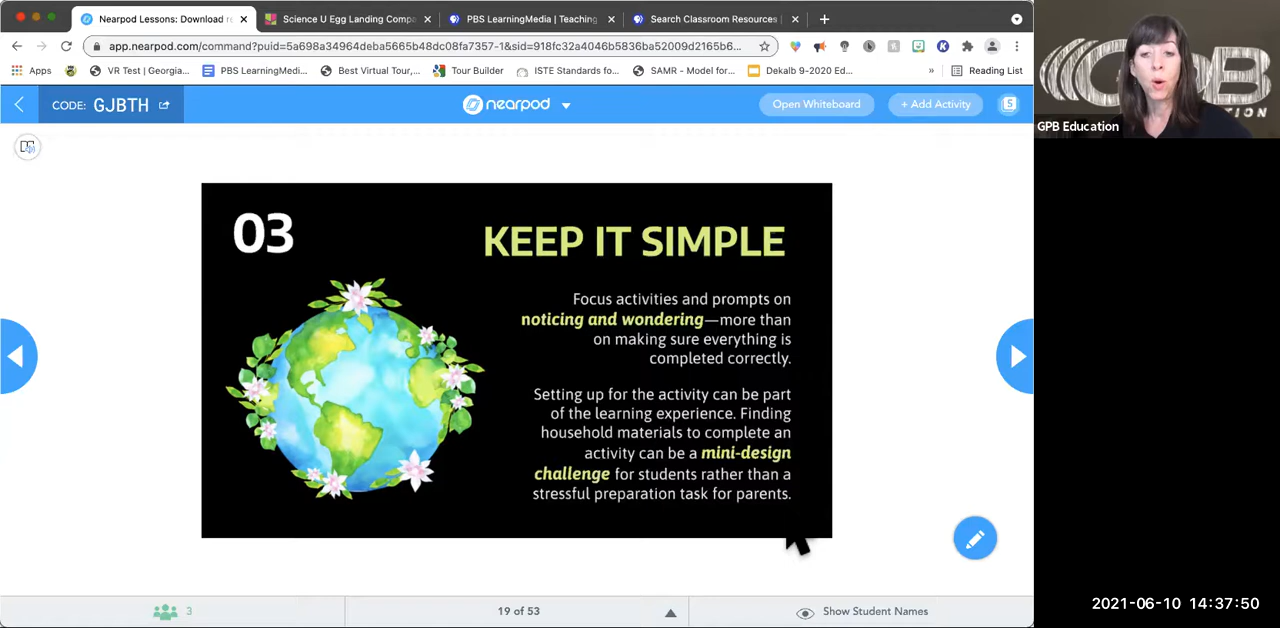 Nearpod Lessons: Download re
Science U Egg Landing Compa
PBS LearningMedia | Teaching
Search Classroom Resources |
app.nearpod.com/command?puid=5a698a34964deba5665b48dc08fa7357-1&sid=918fc32a4046b5836ba52009d2165b6...
Apps
VR Test | Georgia...
PBS LearningMedi...
Best Virtual Tour,...
Tour Builder
ISTE Standards fo...
SAMR - Model for...
Dekalb 9-2020 Ed...
»
Reading List
CODE: GJBTH
nearpod
Open Whiteboard
+ Add Activity
5
GPB Education
03
KEEP IT SIMPLE
Focus activities and prompts on
noticing and wondering—more than
on making sure everything is
completed correctly.
Setting up for the activity can be part
of the learning experience. Finding
household materials to complete an
activity can be a mini-design
challenge for students rather than a
stressful preparation task for parents.
3
19 of 53
Show Student Names
2021-06-10 14:37:50